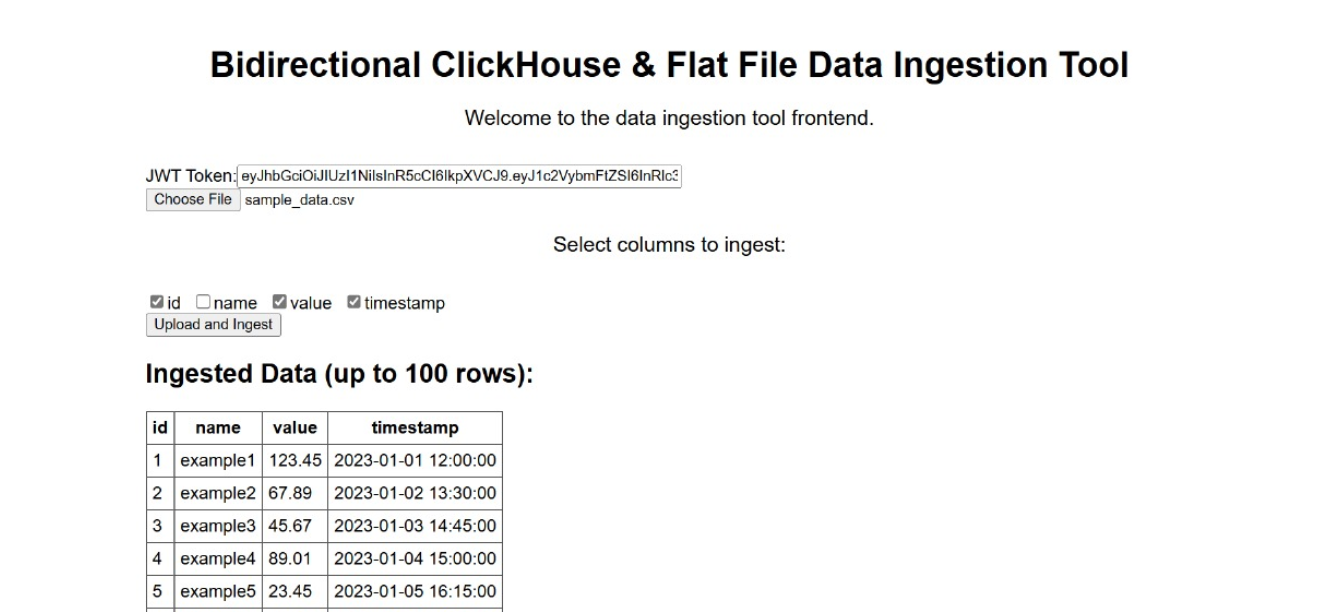 Bidirectional ClickHouse & Flat File Data Ingestion Tool
Welcome to the data ingestion tool frontend.
JWT Token:
Choose File sample_data.csv
Select columns to ingest:
id name value timestamp
Upload and Ingest
Ingested Data (up to 100 rows):
id name value timestamp
1 example1 123.45 2023-01-01 12:00:00
2 example2 67.89 2023-01-02 13:30:00
3 example3 45.67 2023-01-03 14:45:00
4 example4 89.01 2023-01-04 15:00:00
5 example5 23.45 2023-01-05 16:15:00